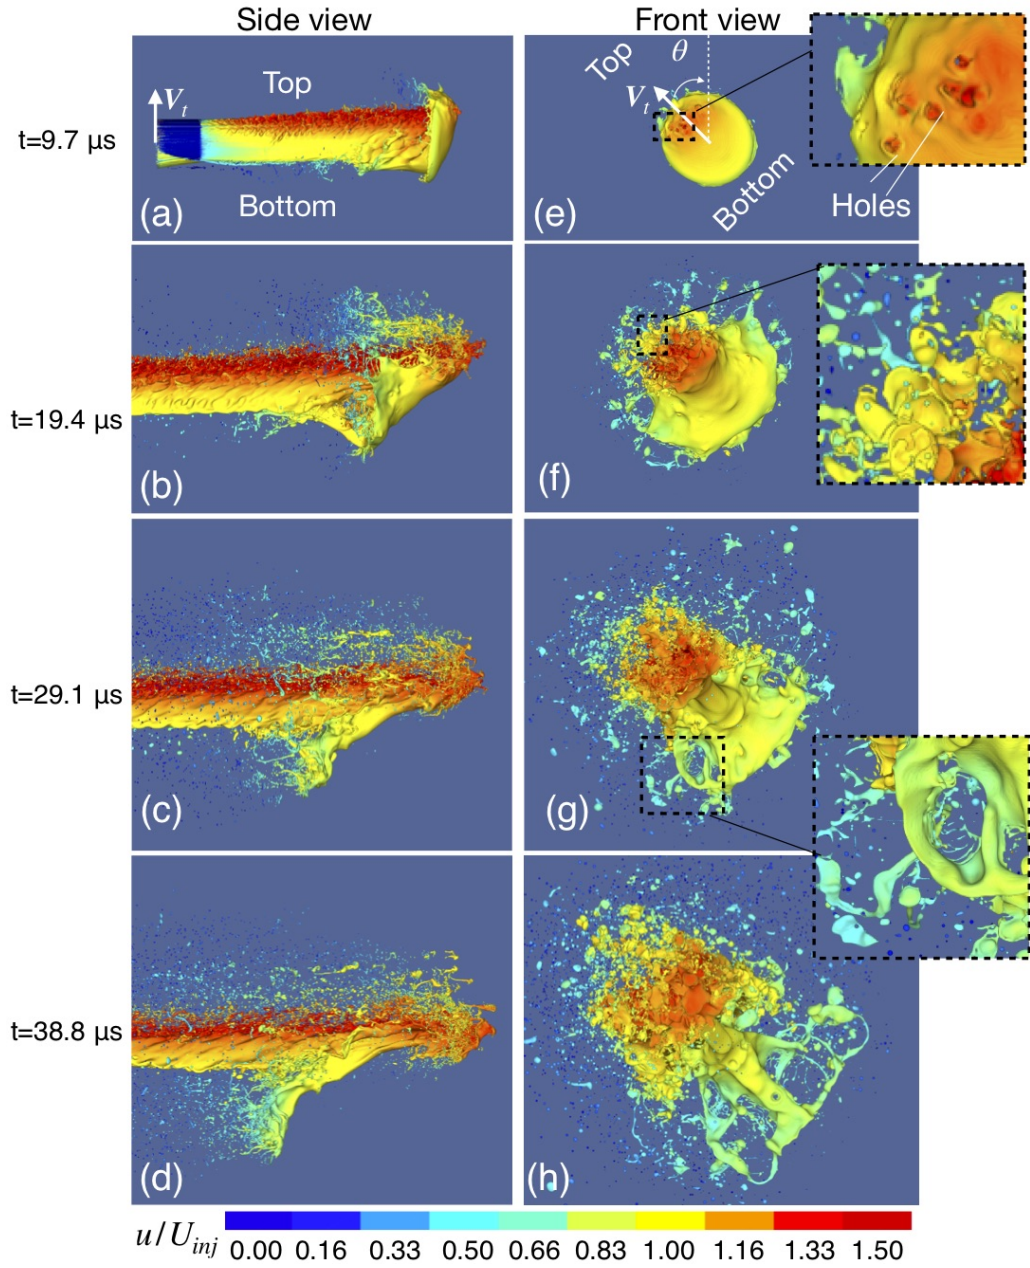 Side view
Front view
t=9.7 μs
V_t
Top
Bottom
(a)
θ
Top
V_t
Bottom
(e)
Holes
t=19.4 μs
(b)
(f)
t=29.1 μs
(c)
(g)
t=38.8 μs
(d)
(h)
u/U_inj
0.00 0.16 0.33 0.50 0.66 0.83 1.00 1.16 1.33 1.50